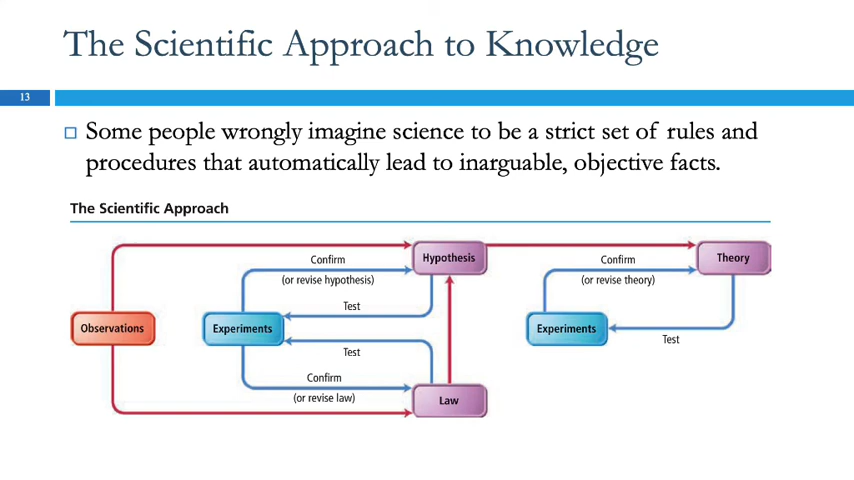 The Scientific Approach to Knowledge
13
Some people wrongly imagine science to be a strict set of rules and
procedures that automatically lead to inarguable, objective facts.
The Scientific Approach
Confirm
(or revise hypothesis)
Hypothesis
Confirm
(or revise theory)
Theory
Test
Observations
Experiments
Experiments
Test
Test
Confirm
(or revise law)
Law